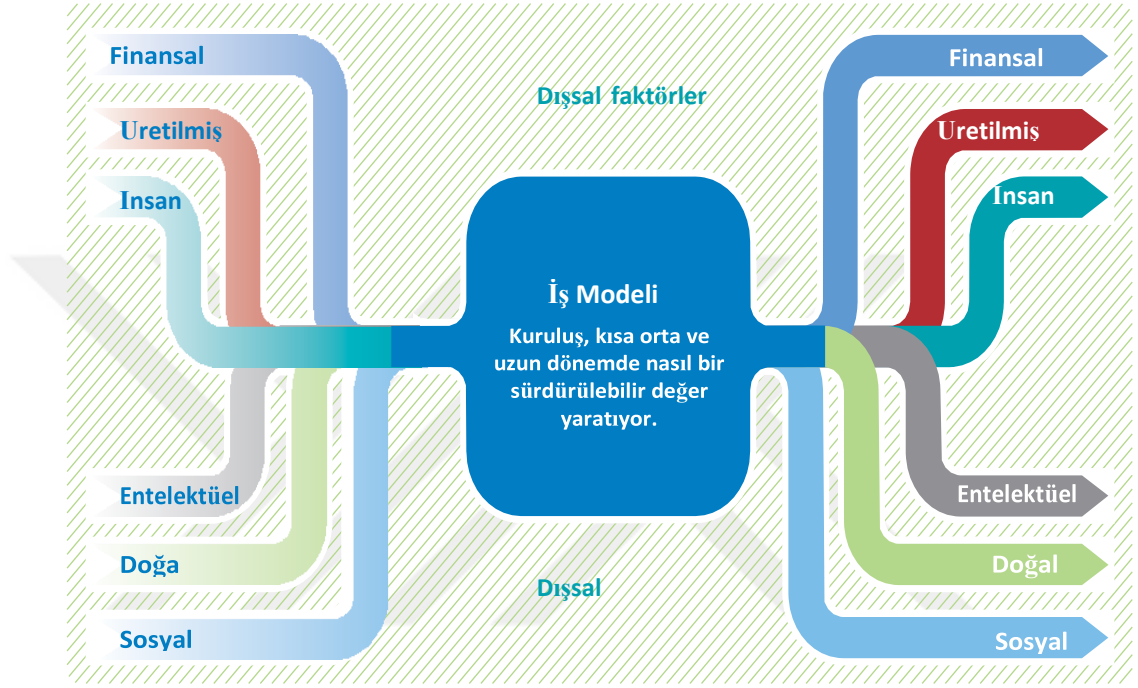 Finansal
Uretilmiş
İnsan
Entelektüel
Doğa
Sosyal
Dışsal faktörler
İş Modeli
Kuruluş, kısa orta ve
uzun dönemde nasıl bir
sürdürülebilir değer
yaratıyor.
Dışsal
Finansal
Uretilmiş
İnsan
Entelektüel
Doğal
Sosyal